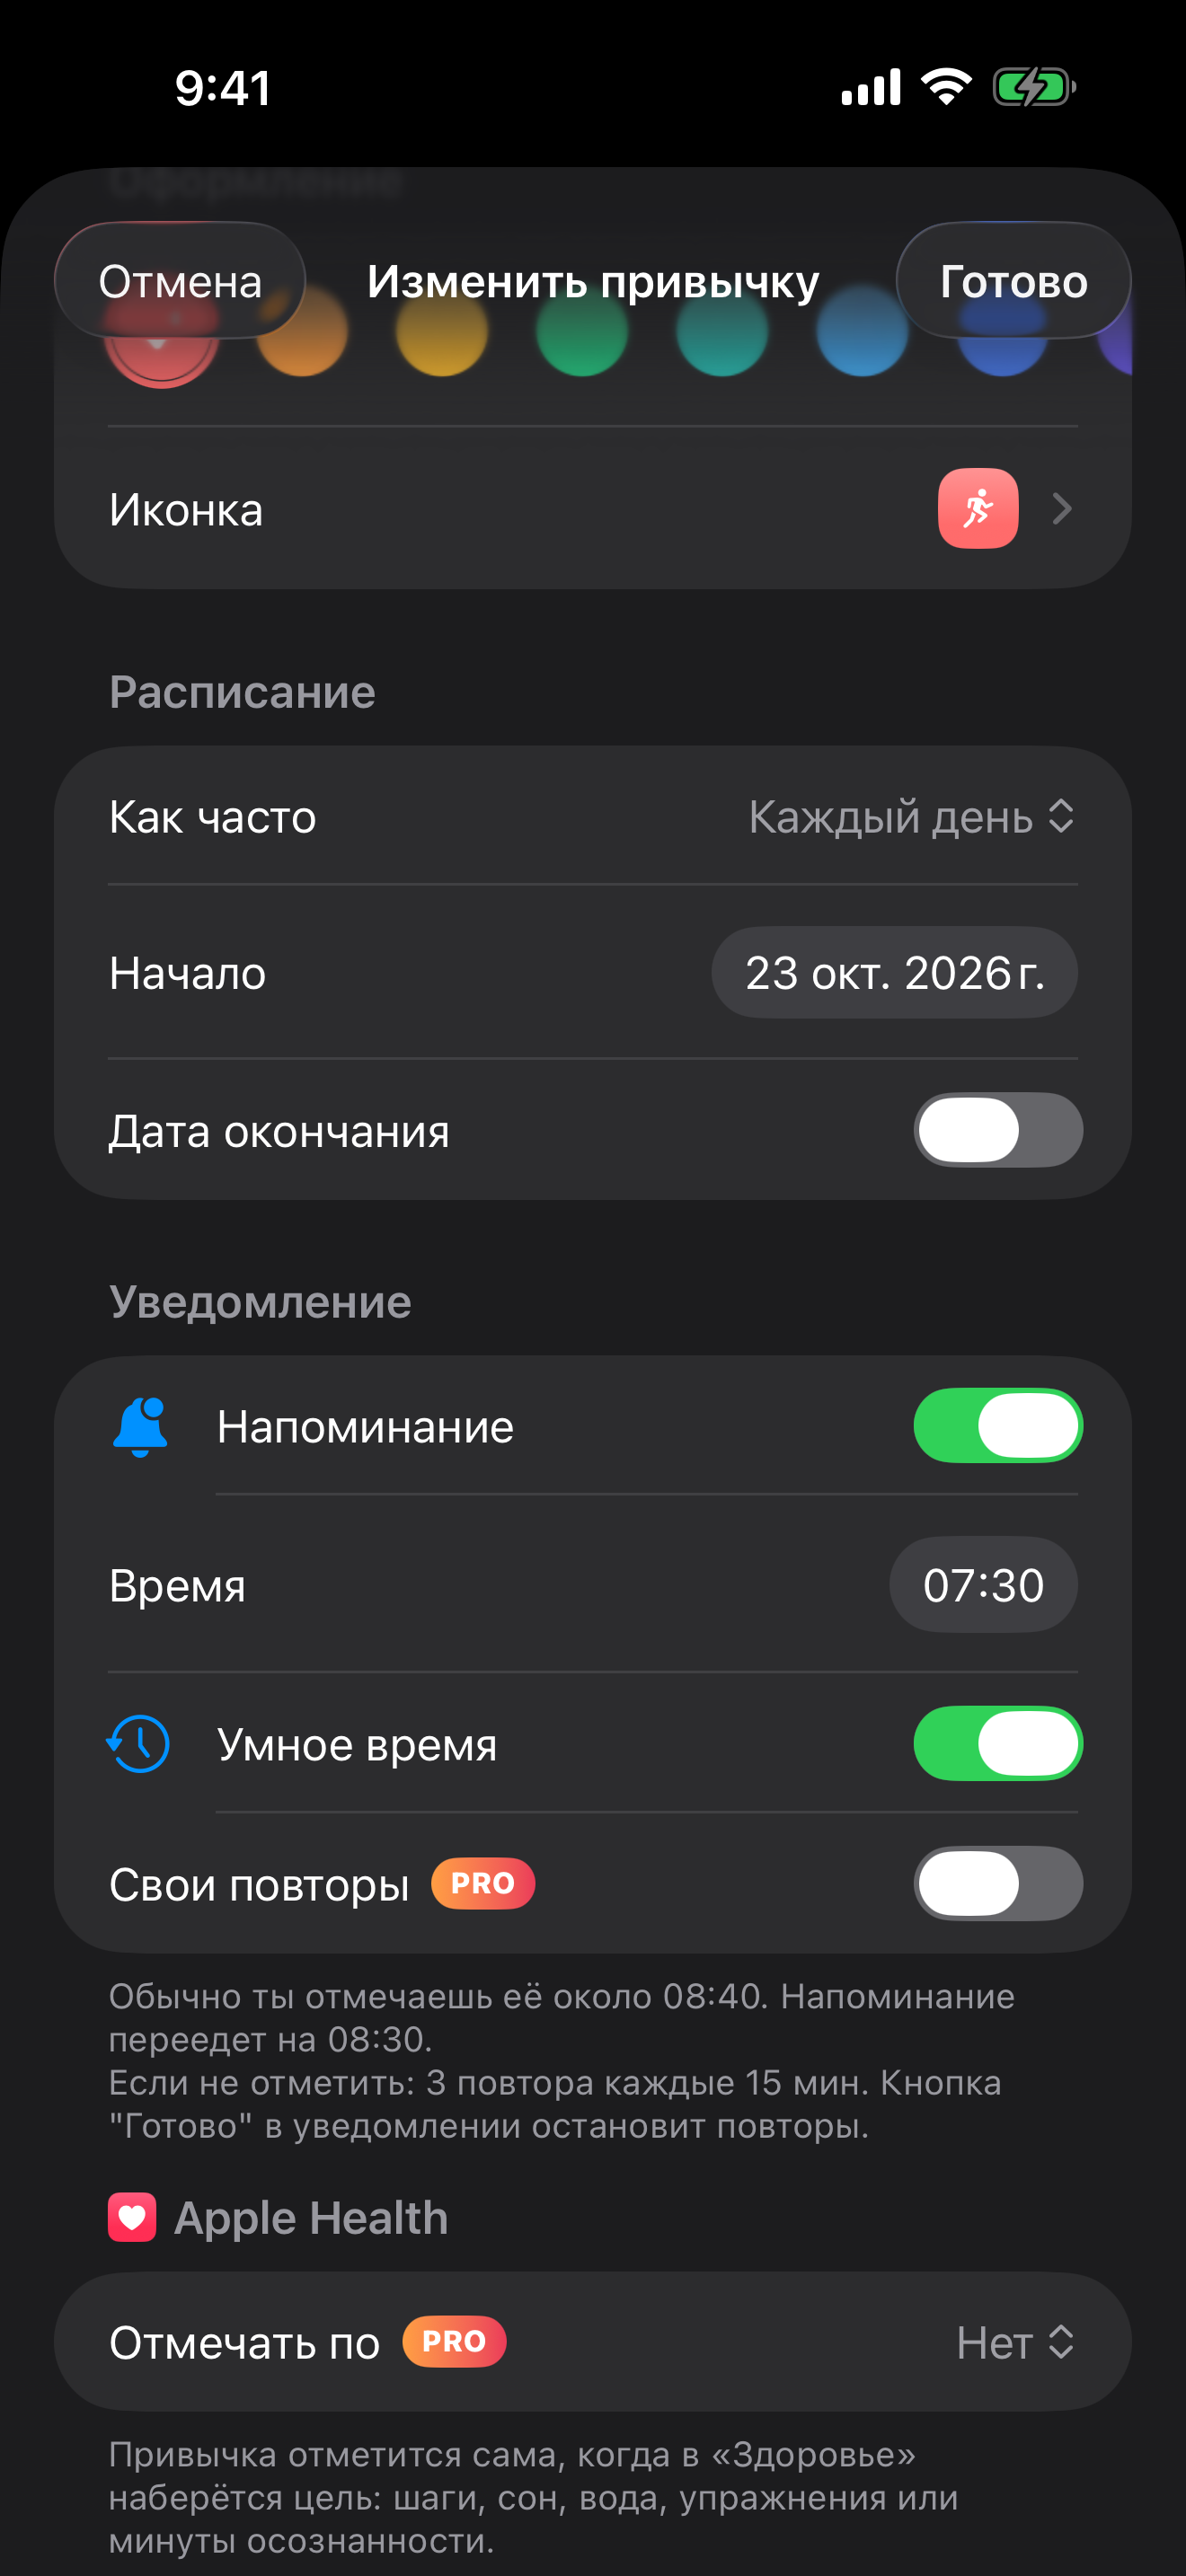 9:41
Оформление
Отмена
Изменить привычку
Готово
Иконка
Расписание
Как часто
Каждый день
Начало
23 окт. 2026 г.
Дата окончания
Уведомление
Напоминание
Время
07:30
Умное время
Свои повторы PRO
Обычно ты отмечаешь её около 08:40. Напоминание
переедет на 08:30.
Если не отметить: 3 повтора каждые 15 мин. Кнопка
"Готово" в уведомлении остановит повторы.
Apple Health
Отмечать по PRO
Нет
Привычка отметится сама, когда в «Здоровье»
наберётся цель: шаги, сон, вода, упражнения или
минуты осознанности.